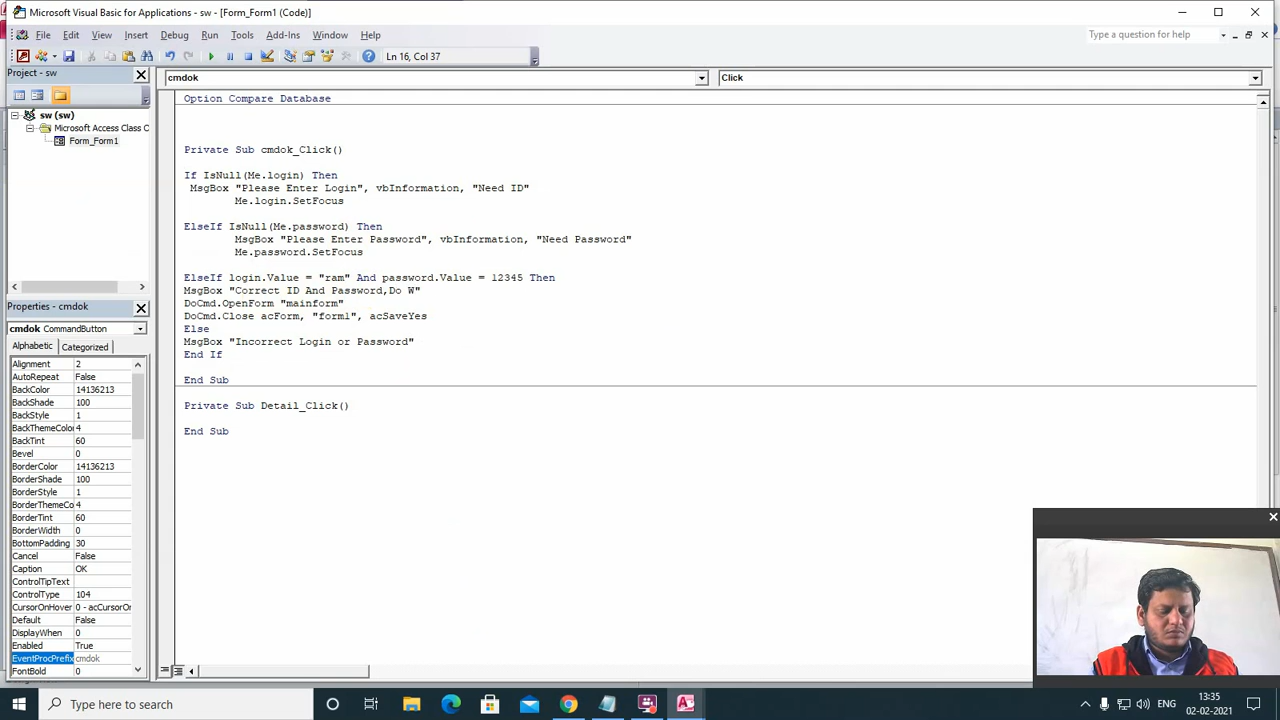 Microsoft Visual Basic for Applications - sw - [Form_Form1 (Code)]
File Edit View Insert Format Debug Run Tools Add-Ins Window Help
Type a question for help
Ln 16, Col 37
Project - sw
cmdok
Click
sw (sw)
Microsoft Access Class O
Form_Form1
Option Compare Database
Private Sub cmdok_Click()
If IsNull(Me.login) Then
MsgBox "Please Enter Login", vbInformation, "Need ID"
Me.login.SetFocus
ElseIf IsNull(Me.password) Then
MsgBox "Please Enter Password", vbInformation, "Need Password"
Me.password.SetFocus
ElseIf login.Value = "ram" And password.Value = 12345 Then
MsgBox "Correct ID And Password,Do W"
DoCmd.OpenForm "mainform"
DoCmd.Close acForm, "form1", acSaveYes
Else
MsgBox "Incorrect Login or Password"
End If
End Sub
Private Sub Detail_Click()
End Sub
Properties - cmdok
cmdok CommandButton
Alphabetic Categorized
Alignment 2
AutoRepeat False
BackColor 14136213
BackShade 100
BackStyle 1
BackThemeColo 4
BackTint 60
Bevel 0
BorderColor 14136213
BorderShade 100
BorderStyle 1
BorderThemeCo 4
BorderTint 60
BorderWidth 0
BottomPadding 30
Cancel False
Caption OK
ControlTipText
ControlType 104
CursorOnHover 0 - acCursorOn
Default False
DisplayWhen 0
Enabled True
EventProcPrefix cmdok
FontBold 0
Type here to search
ENG
13:35
02-02-2021